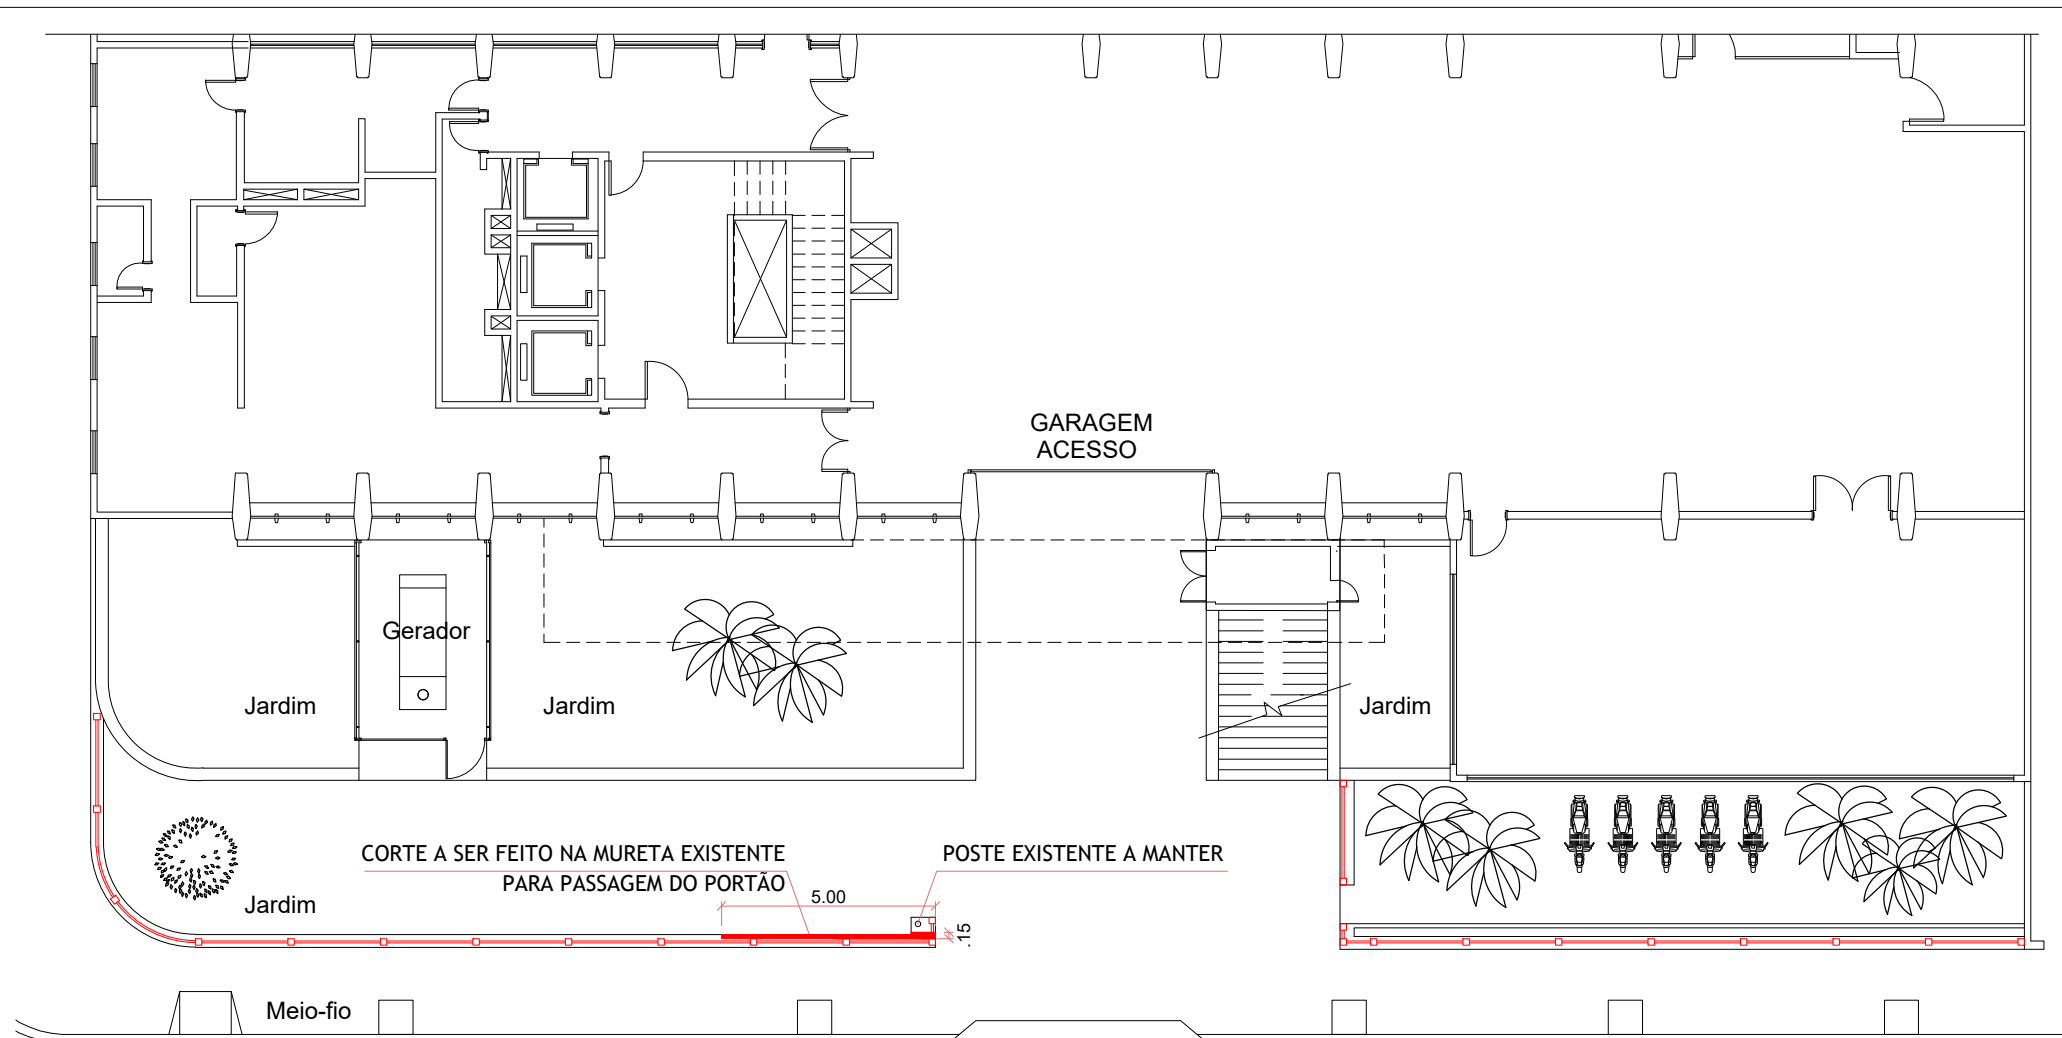 GARAGEM
ACESSO
Gerador
Jardim
Jardim
Jardim
CORTE A SER FEITO NA MURETA EXISTENTE
PARA PASSAGEM DO PORTÃO
POSTE EXISTENTE A MANTER
5.00
.15
Jardim
Meio-fio